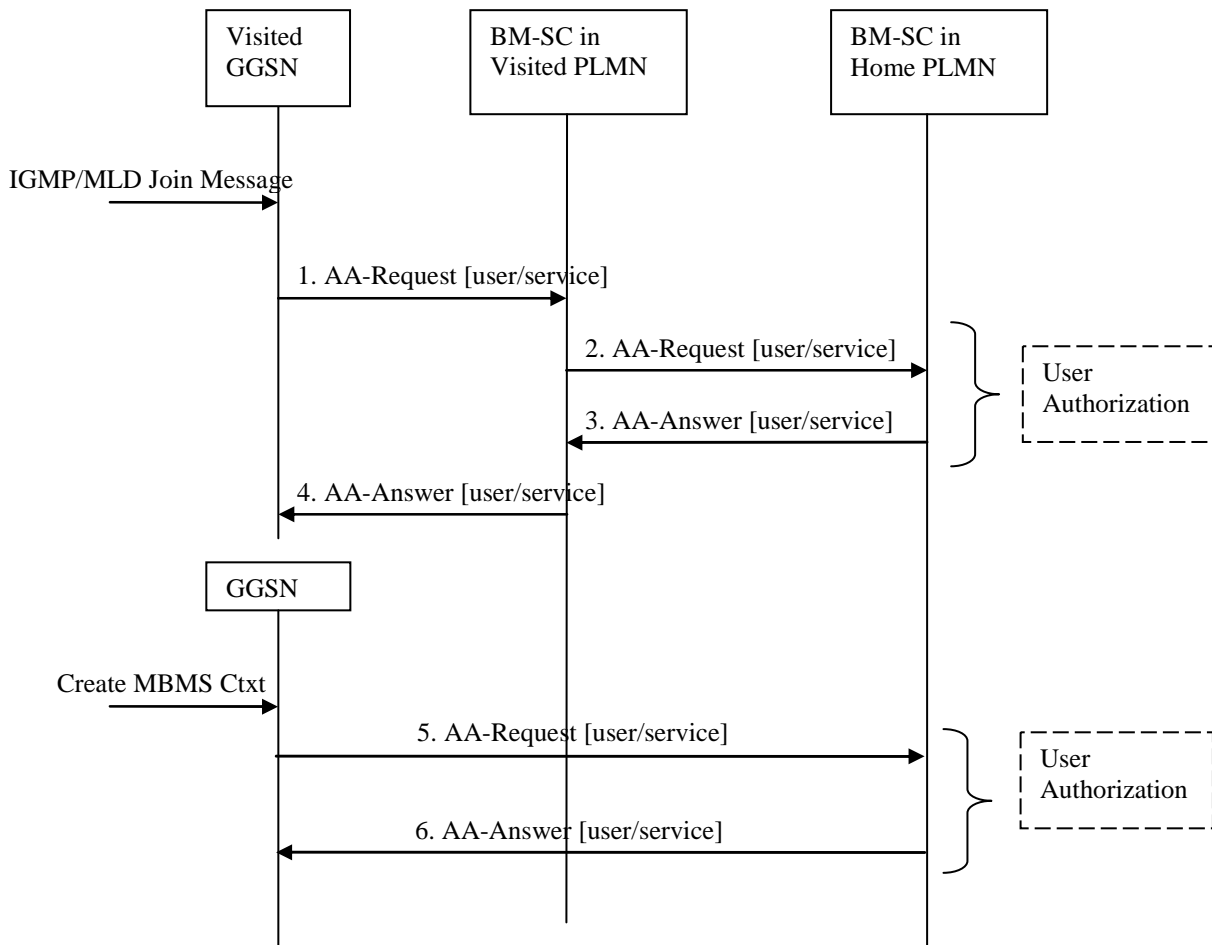 Visited
GGSN
BM-SC in
Visited PLMN
BM-SC in
Home PLMN
IGMP/MLD Join Message
1. AA-Request [user/service]
2. AA-Request [user/service]
User
Authorization
3. AA-Answer [user/service]
4. AA-Answer [user/service]
GGSN
Create MBMS Ctxt
5. AA-Request [user/service]
User
Authorization
6. AA-Answer [user/service]